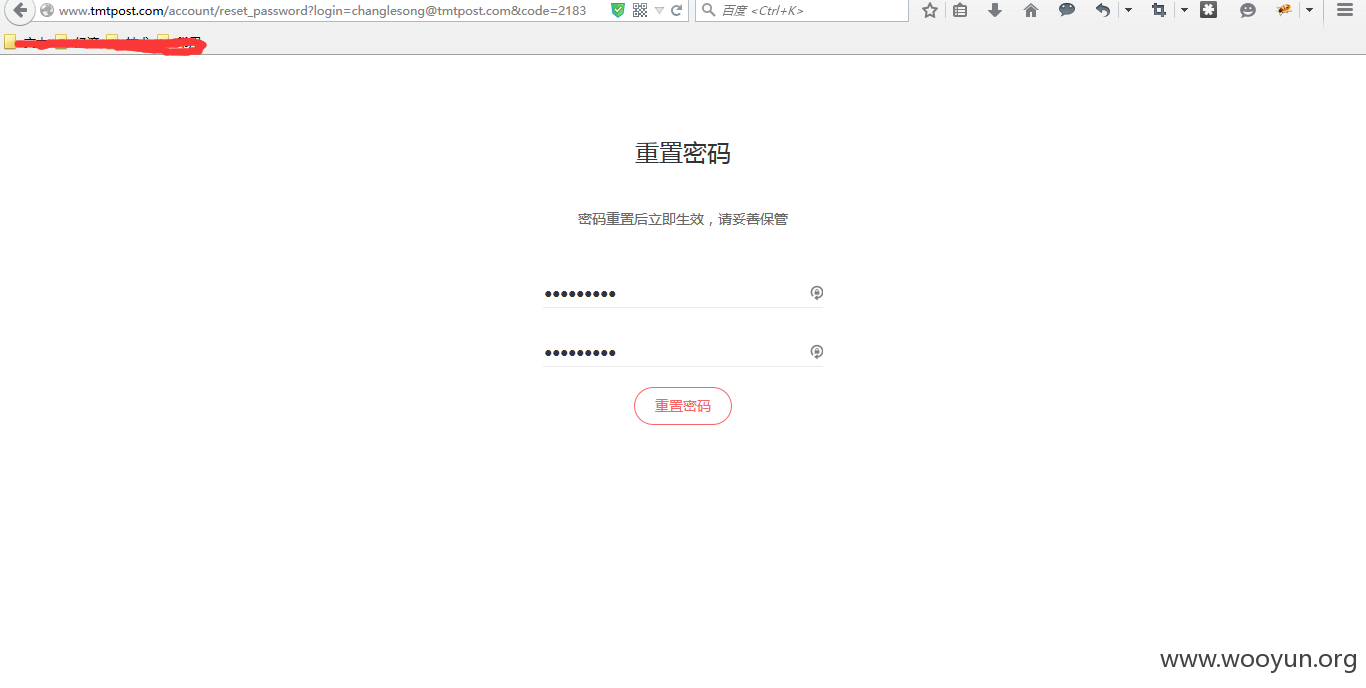 www.tmtpost.com/account/reset_password?login=changlesong@tmtpost.com&code=2183
百度 <Ctrl+K>
重置密码
密码重置后立即生效，请妥善保管
●●●●●●●●●
●●●●●●●●●
重置密码
www.wooyun.org